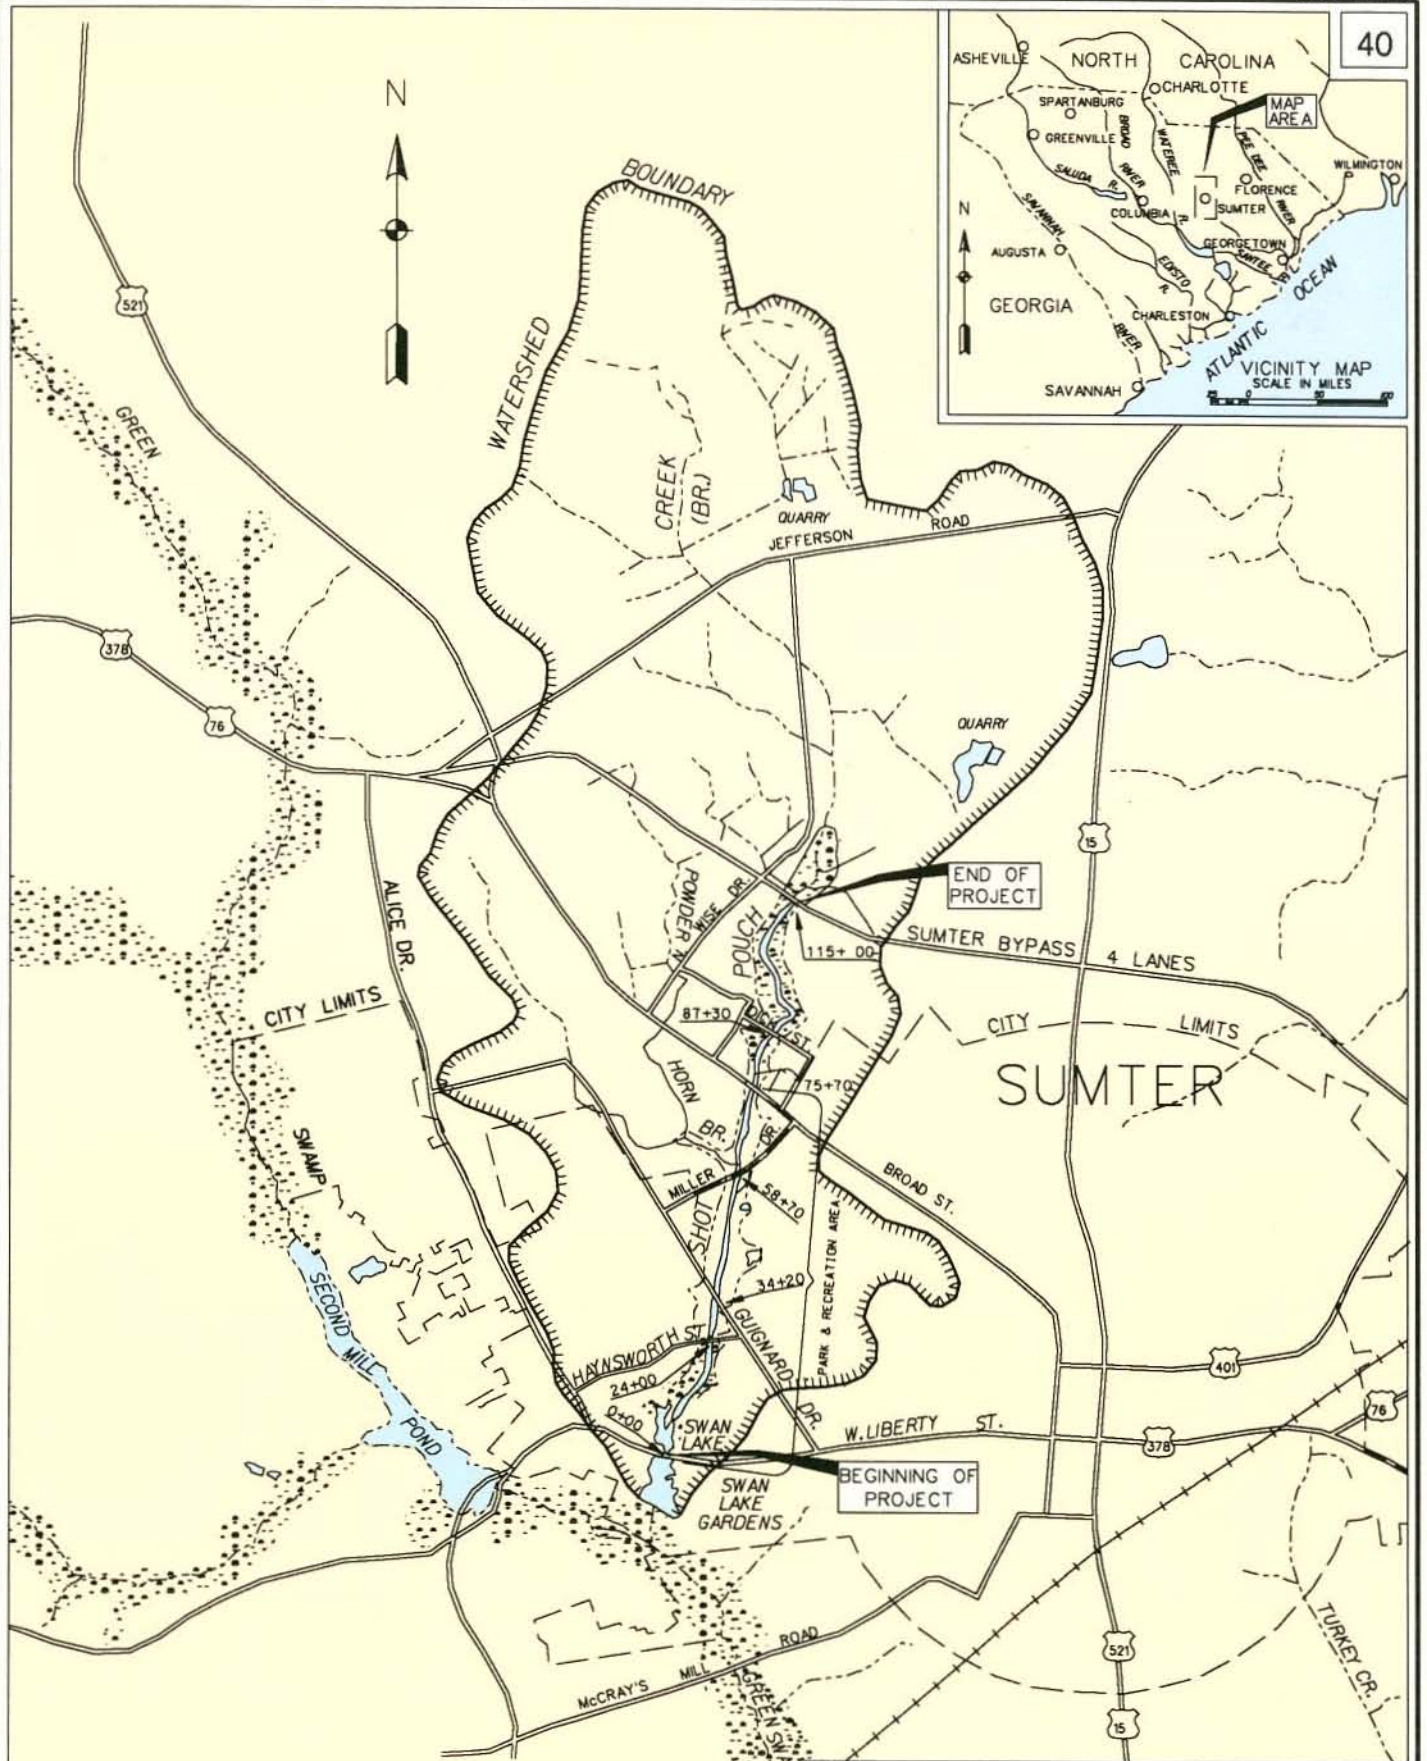 40
ASHEVILLE
NORTH CAROLINA
CHARLOTTE
SPARTANBURG
MAP
AREA
GREENVILLE
BROAD
RIVER
WATEREE
R.
PEE DEE
RIVER
WILMINGTON
SALUDA R.
FLORENCE
SUMTER
COLUMBIA
SAVANNAH
RIVER
N
AUGUSTA
GEORGETOWN
SANTEE
R.
EDISTO
R.
GEORGIA
CHARLESTON
ATLANTIC OCEAN
SAVANNAH
VICINITY MAP
SCALE IN MILES
0 50
N
BOUNDARY
WATERSHED
521
GREEN
CREEK
(BR.)
QUARRY
JEFFERSON ROAD
378
76
QUARRY
15
ALICE DR.
POWDER
N. WISE DR.
POUCH
END OF
PROJECT
115+00
SUMTER BYPASS 4 LANES
CITY LIMITS
87+30
DICK ST.
CITY LIMITS
SUMTER
HORN
BR.
75+70
SWAMP
MILLER DR.
58+70
BROAD ST.
SHOT
PARK & RECREATION AREA
34+20
SECOND MILL
POND
GUIGNARD DR.
HAYNSWORTH ST.
24+00
0+00
SWAN
LAKE
401
76
W. LIBERTY ST.
378
BEGINNING OF
PROJECT
SWAN
LAKE
GARDENS
McCRAY'S MILL ROAD
GREEN SW
521
15
TURKEY CR.